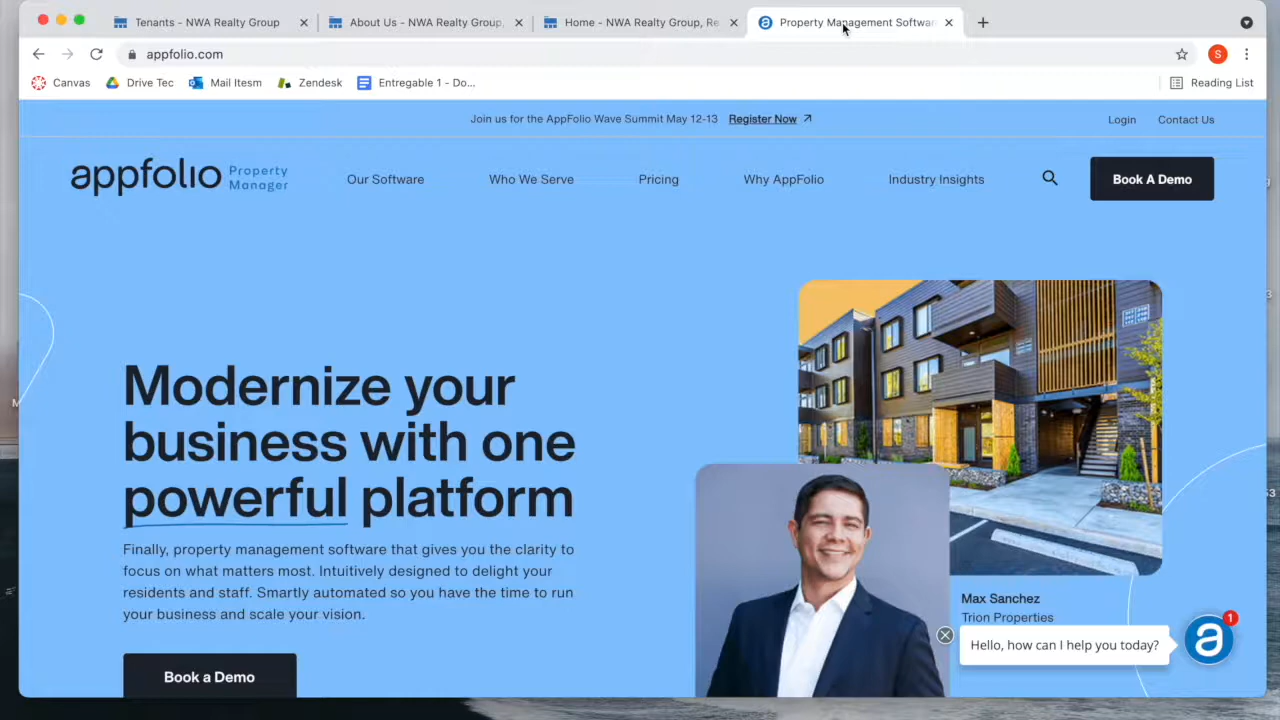 Tenants - NWA Realty Group
About Us - NWA Realty Group,
Home - NWA Realty Group, Re
Property Management Softwar
appfolio.com
S
Canvas
Drive Tec
Mail Itesm
Zendesk
Entregable 1 - Do...
Reading List
Join us for the AppFolio Wave Summit May 12-13 Register Now
Login
Contact Us
appfolio Property Manager
Our Software
Who We Serve
Pricing
Why AppFolio
Industry Insights
Book A Demo
Modernize your
business with one
powerful platform
Finally, property management software that gives you the clarity to
focus on what matters most. Intuitively designed to delight your
residents and staff. Smartly automated so you have the time to run
your business and scale your vision.
Book a Demo
Max Sanchez
Trion Properties
Hello, how can I help you today?
a
1